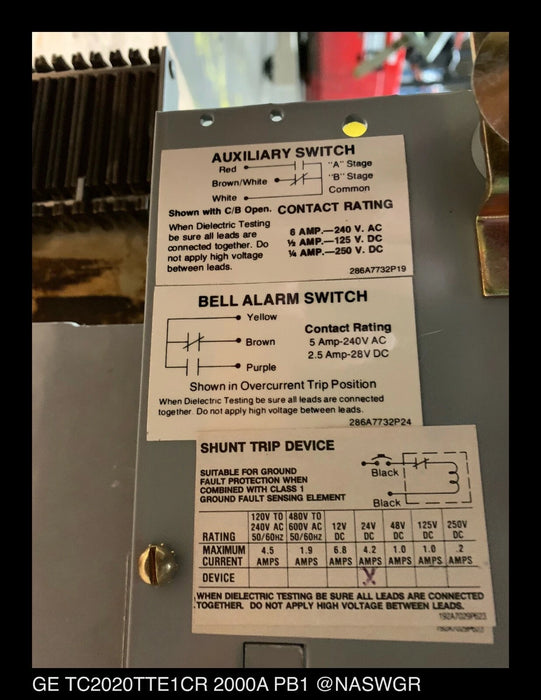 AUXILIARY SWITCH
Red "A" Stage
Brown/White "B" Stage
White Common
Shown with C/B Open. CONTACT RATING
When Dielectric Testing
be sure all leads are
connected together. Do
not apply high voltage
between leads.
6 AMP.—240 V. AC
½ AMP.—125 V. DC
¼ AMP.—250 V. DC
286A7732P19
BELL ALARM SWITCH
Yellow
Brown
Purple
Contact Rating
5 Amp-240V AC
2.5 Amp-28V DC
Shown in Overcurrent Trip Position
When Dielectric Testing be sure all leads are connected
together. Do not apply high voltage between leads.
286A7732P24
SHUNT TRIP DEVICE
SUITABLE FOR GROUND
FAULT PROTECTION WHEN
COMBINED WITH CLASS 1
GROUND FAULT SENSING ELEMENT
Black
Black
120V TO 480V TO
240V AC 600V AC 12V 24V 48V 125V 250V
RATING 50/60Hz 50/60Hz DC DC DC DC DC
MAXIMUM 4.5 1.9 6.8 4.2 1.0 1.0 .2
CURRENT AMPS AMPS AMPS AMPS AMPS AMPS AMPS
DEVICE X
WHEN DIELECTRIC TESTING BE SURE ALL LEADS ARE CONNECTED
TOGETHER. DO NOT APPLY HIGH VOLTAGE BETWEEN LEADS.
GE TC2020TTE1CR 2000A PB1 @NASWGR